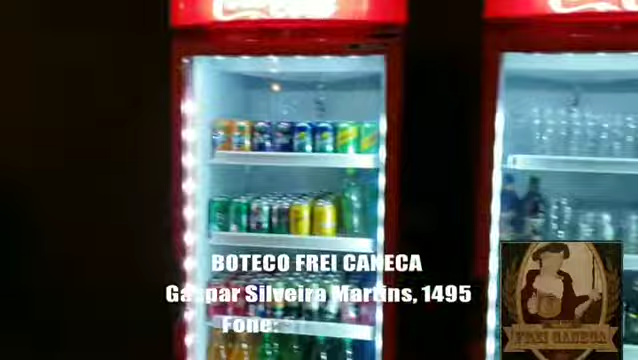 BOTECO FREI CANECA
Gaspar Silveira Martins, 1495
Fone:
FREI CANECA